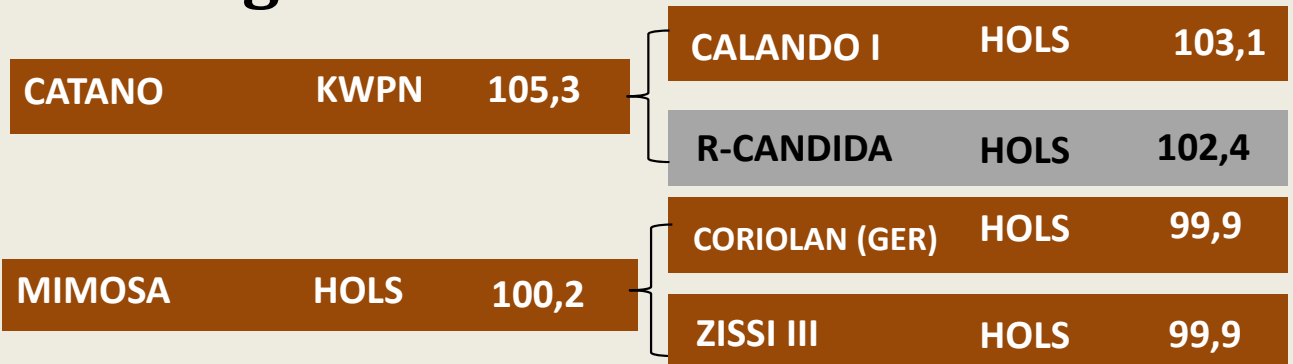 g
CALANDO I HOLS 103,1
CATANO KWPN 105,3
R-CANDIDA HOLS 102,4
CORIOLAN (GER) HOLS 99,9
MIMOSA HOLS 100,2
ZISSI III HOLS 99,9